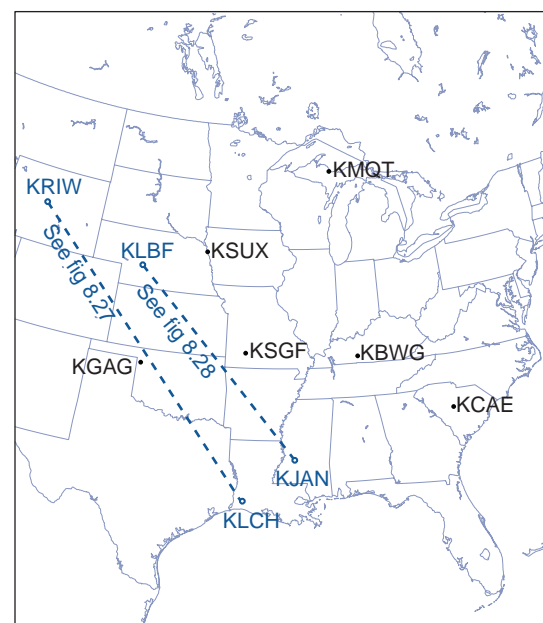 KMQT
KRIW
KLBF
KSUX
See fig 8.27
See fig 8.28
KSGF
KBWG
KGAG
KCAE
KJAN
KLCH